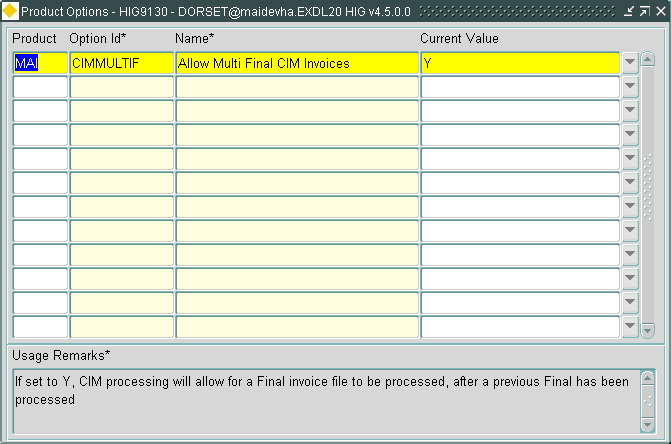 Product Options - HIG9130 - DORSET@maidevha.EXDL20 HIG v4.5.0.0
Product Option Id* Name* Current Value
MAI CIMMULTIF Allow Multi Final CIM Invoices Y
Usage Remarks*
If set to Y, CIM processing will allow for a Final invoice file to be processed, after a previous Final has been
processed